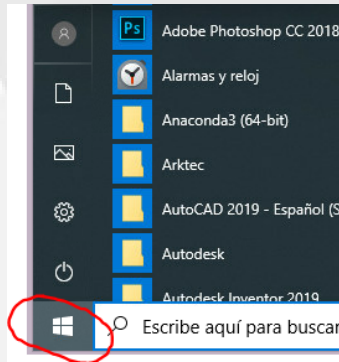 Ps
Adobe Photoshop CC 2018
Alarmas y reloj
Anaconda3 (64-bit)
Arktec
AutoCAD 2019 - Español (S
Autodesk
Autodesk Inventor 2019
Escribe aquí para buscar